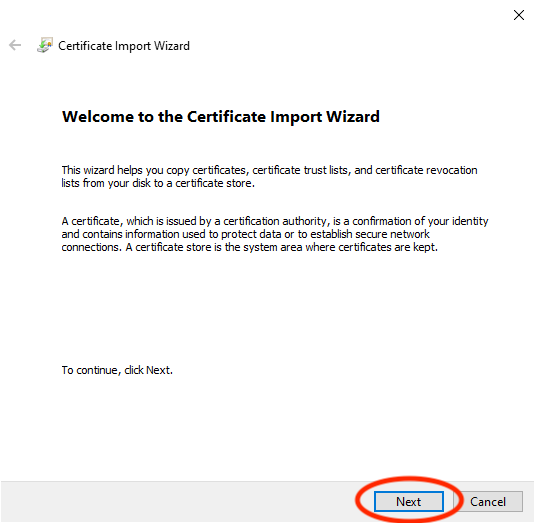 Certificate Import Wizard
Welcome to the Certificate Import Wizard
This wizard helps you copy certificates, certificate trust lists, and certificate revocation
lists from your disk to a certificate store.
A certificate, which is issued by a certification authority, is a confirmation of your identity
and contains information used to protect data or to establish secure network
connections. A certificate store is the system area where certificates are kept.
To continue, click Next.
Next
Cancel